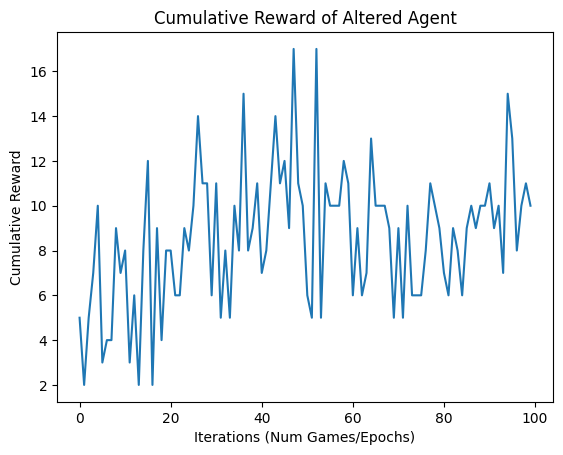 Cumulative Reward of Altered Agent
16
14
12
10
8
6
4
2
Cumulative Reward
0 20 40 60 80 100
Iterations (Num Games/Epochs)